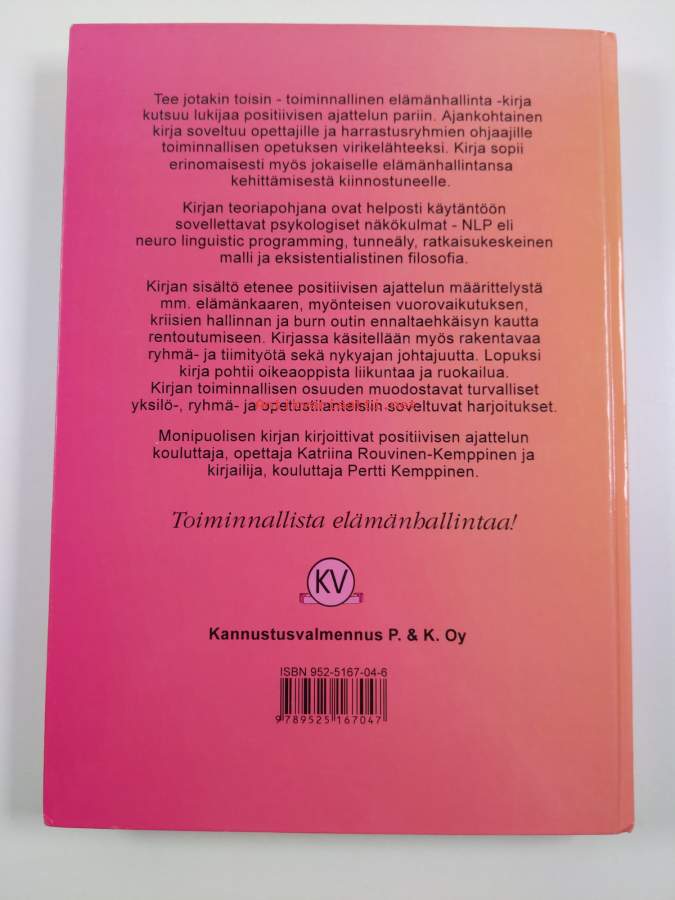 Tee jotakin toisin - toiminnallinen elämänhallinta -kirja
kutsuu lukijaa positiivisen ajattelun pariin. Ajankohtainen
kirja soveltuu opettajille ja harrastusryhmien ohjaajille
toiminnallisen opetuksen virikelähteeksi. Kirja sopii
erinomaisesti myös jokaiselle elämänhallintansa
kehittämisestä kiinnostuneelle.
Kirjan teoriapohjana ovat helposti käytäntöön
sovellettavat psykologiset näkökulmat - NLP eli
neuro linguistic programming, tunneäly, ratkaisukeskeinen
malli ja eksistentialistinen filosofia.
Kirjan sisältö etenee positiivisen ajattelun määrittelystä
mm. elämänkaaren, myönteisen vuorovaikutuksen,
kriisien hallinnan ja burn outin ennaltaehkäisyn kautta
rentoutumiseen. Kirjassa käsitellään myös rakentavaa
ryhmä- ja tiimityötä sekä nykyajan johtajuutta. Lopuksi
kirja pohtii oikeaoppista liikuntaa ja ruokailua.
Kirjan toiminnallisen osuuden muodostavat turvalliset
yksilö-, ryhmä- ja opetustilanteisiin soveltuvat harjoitukset.
Monipuolisen kirjan kirjoittivat positiivisen ajattelun
kouluttaja, opettaja Katriina Rouvinen-Kemppinen ja
kirjailija, kouluttaja Pertti Kemppinen.
Toiminnallista elämänhallintaa!
KV
Kannustusvalmennus P. & K. Oy
ISBN 952-5167-04-6
9 789525 167047